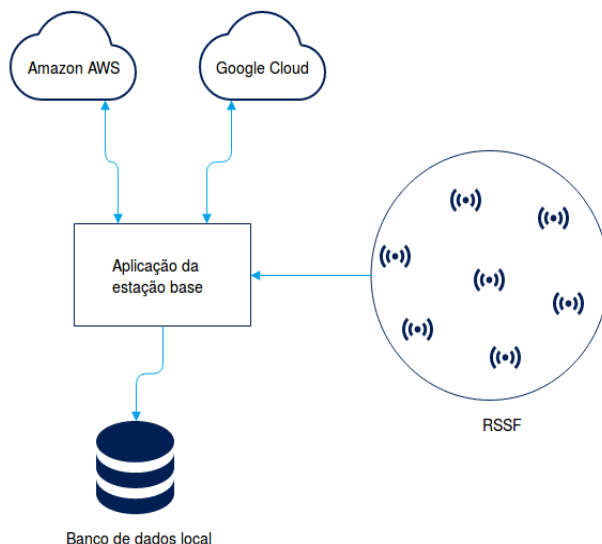 Amazon AWS
Google Cloud
Aplicação da
estação base
RSSF
Banco de dados local